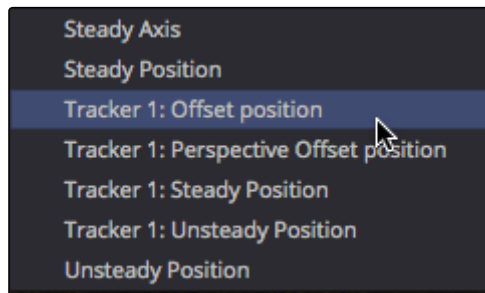 Steady Axis
Steady Position
Tracker 1: Offset position
Tracker 1: Perspective Offset position
Tracker 1: Steady Position
Tracker 1: Unsteady Position
Unsteady Position